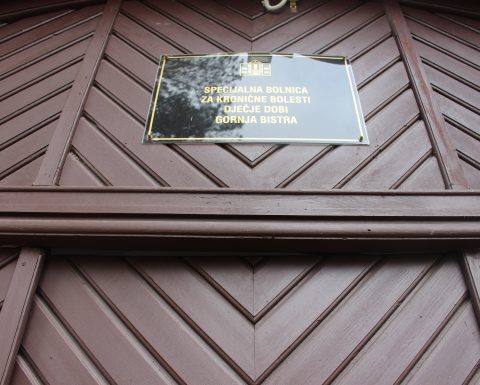 SPECIJALNA BOLNICA
ZA KRONIČNE BOLESTI
DJEČJE DOBI
GORNJA BISTRA